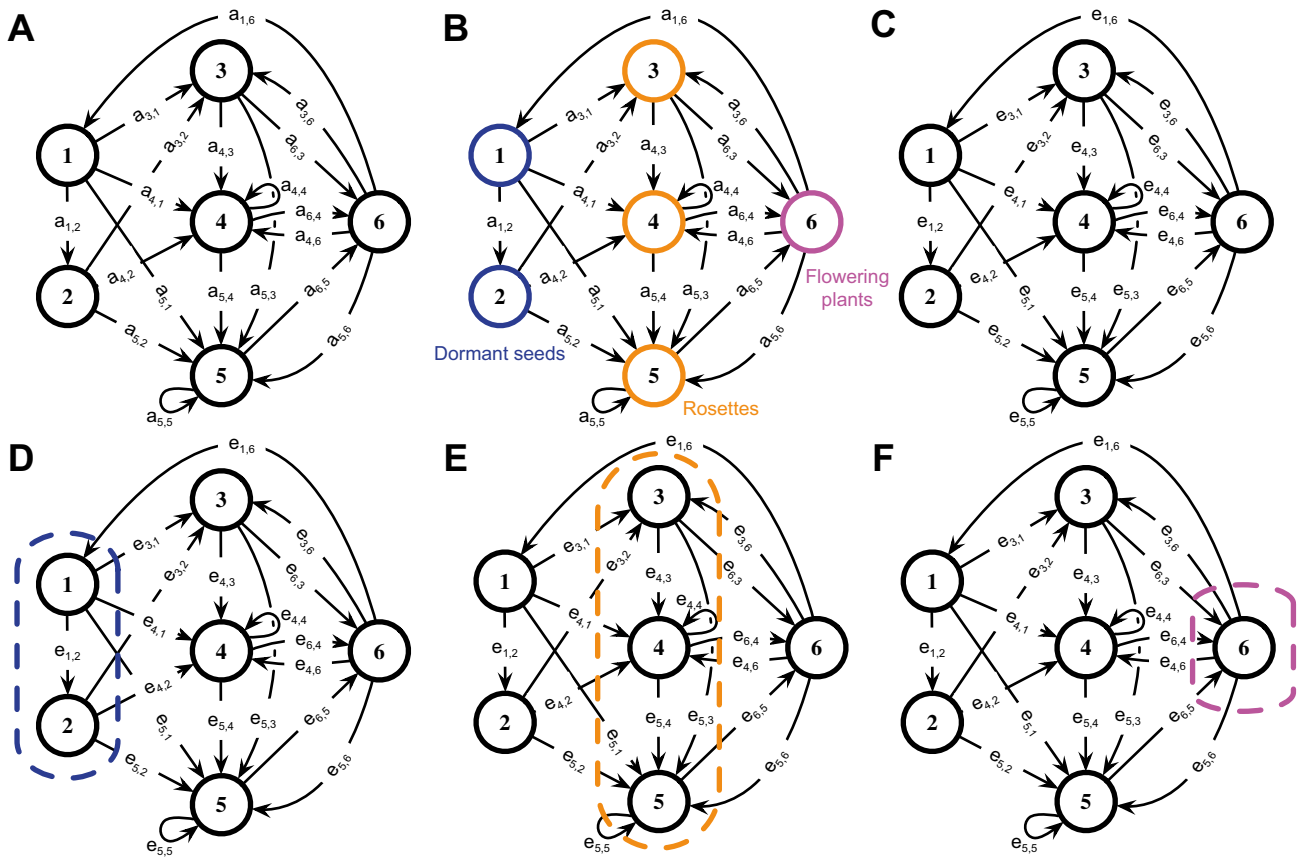 A
a1,6
3
a3,1
a3,2
a3,6
a6,3
a4,3
1
a4,1
a4,4
4
a6,4
a4,6
6
a1,2
2
a4,2
a5,1
a5,4
a5,3
a6,5
a5,2
a5,6
5
a5,5
B
a1,6
3
a3,1
a3,2
a3,6
a6,3
a4,3
1
a4,1
a4,4
4
a6,4
a4,6
6
a1,2
2
a4,2
a5,1
a5,4
a5,3
a6,5
Flowering
plants
a5,2
a5,6
Dormant seeds
5
Rosettes
a5,5
C
e1,6
3
e3,1
e3,2
e3,6
e6,3
e4,3
1
e4,1
e4,4
4
e6,4
e4,6
6
e1,2
2
e4,2
e5,1
e5,4
e5,3
e6,5
e5,2
e5,6
5
e5,5
D
e1,6
3
e3,1
e3,2
e3,6
e6,3
e4,3
1
e4,1
e4,4
4
e6,4
e4,6
6
e1,2
2
e4,2
e5,1
e5,4
e5,3
e6,5
e5,2
e5,6
5
e5,5
E
e1,6
3
e3,1
e3,2
e3,6
e6,3
e4,3
1
e4,1
e4,4
4
e6,4
e4,6
6
e1,2
2
e4,2
e5,1
e5,4
e5,3
e6,5
e5,2
e5,6
5
e5,5
F
e1,6
3
e3,1
e3,2
e3,6
e6,3
e4,3
1
e4,1
e4,4
4
e6,4
e4,6
6
e1,2
2
e4,2
e5,1
e5,4
e5,3
e6,5
e5,2
e5,6
5
e5,5